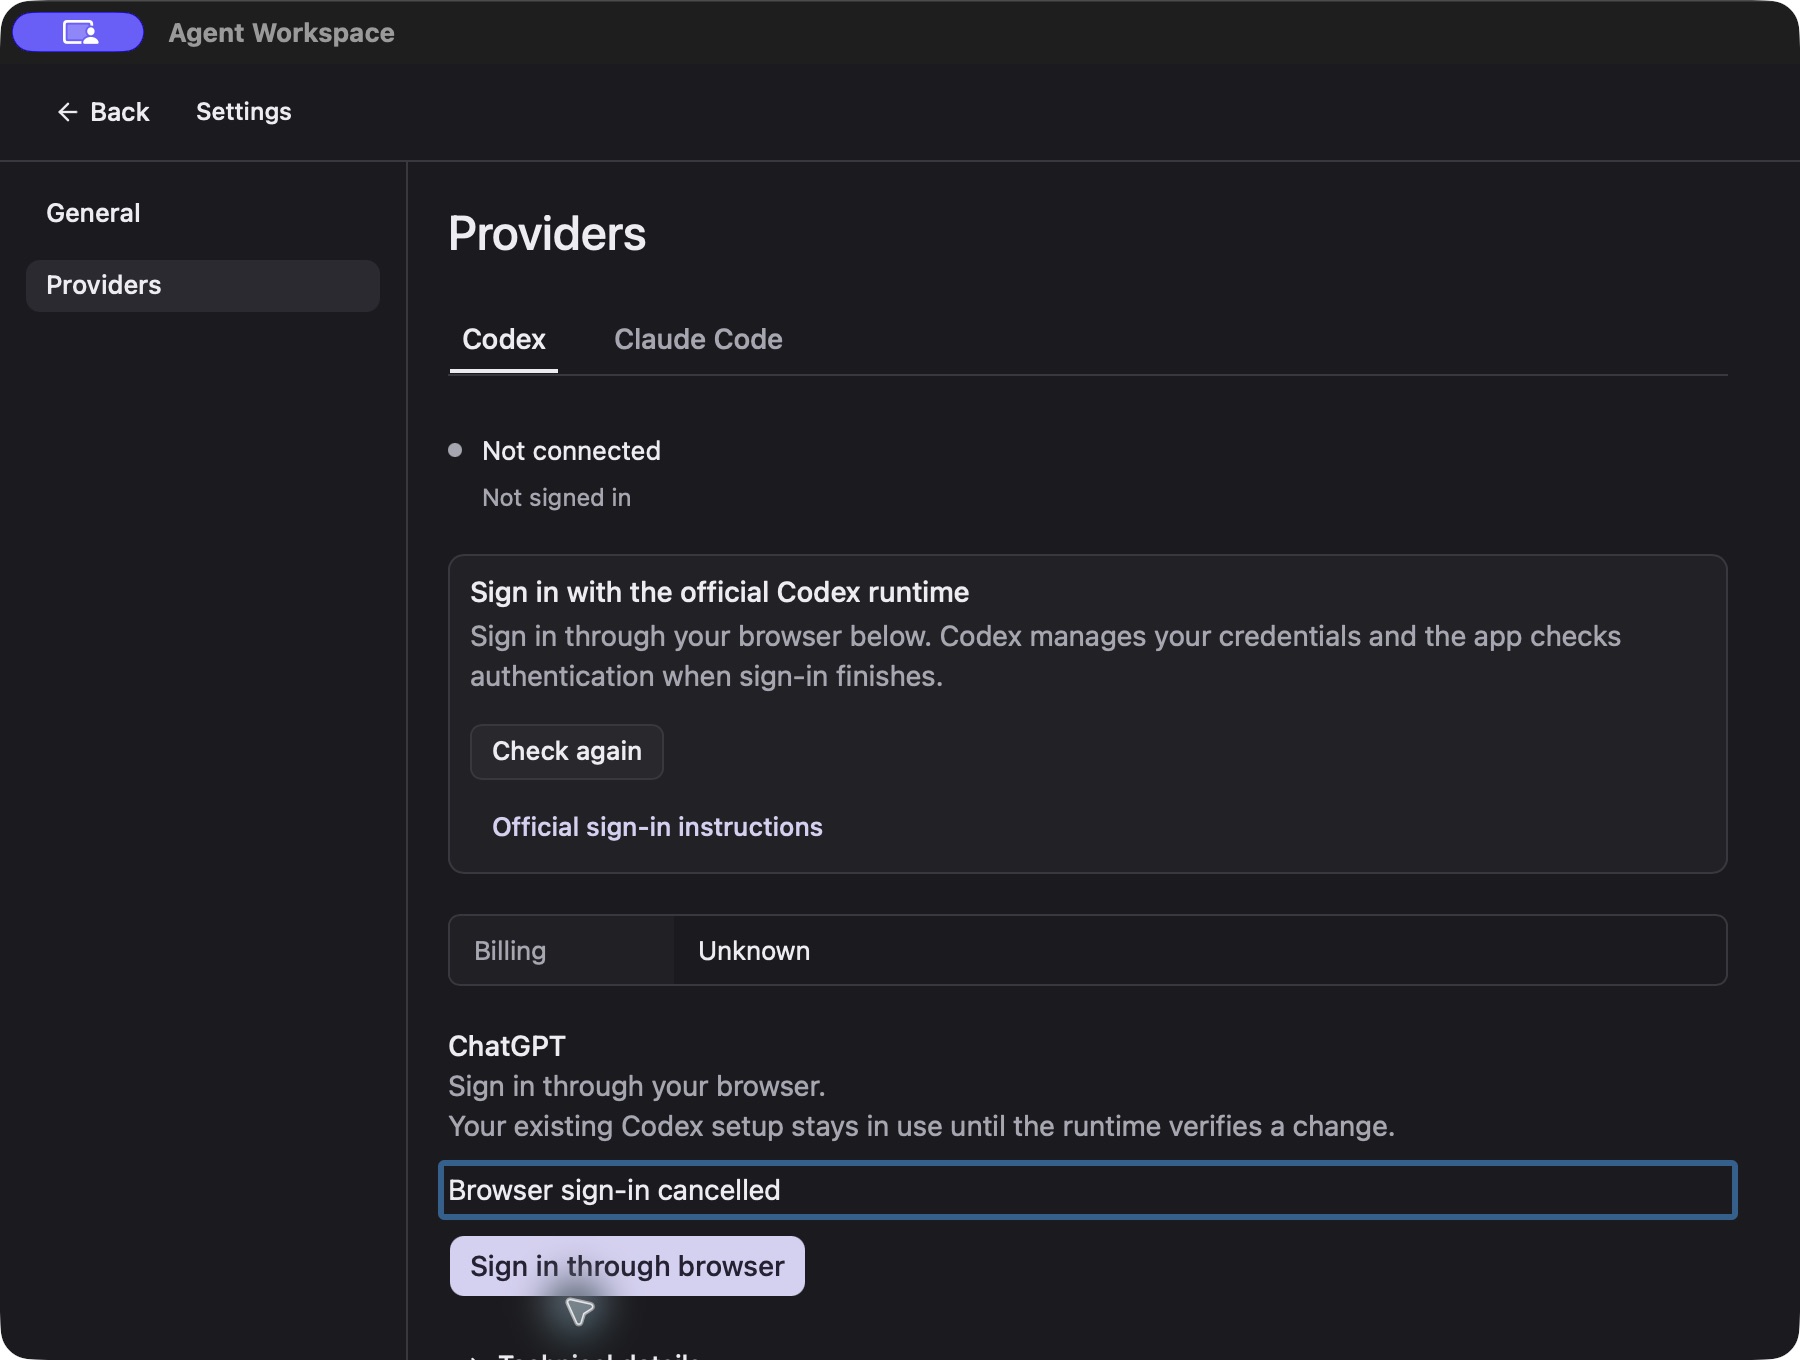 Agent Workspace
Back
Settings
General
Providers
Providers
Codex
Claude Code
Not connected
Not signed in
Sign in with the official Codex runtime
Sign in through your browser below. Codex manages your credentials and the app checks
authentication when sign-in finishes.
Check again
Official sign-in instructions
Billing
Unknown
ChatGPT
Sign in through your browser.
Your existing Codex setup stays in use until the runtime verifies a change.
Browser sign-in cancelled
Sign in through browser
Technical details